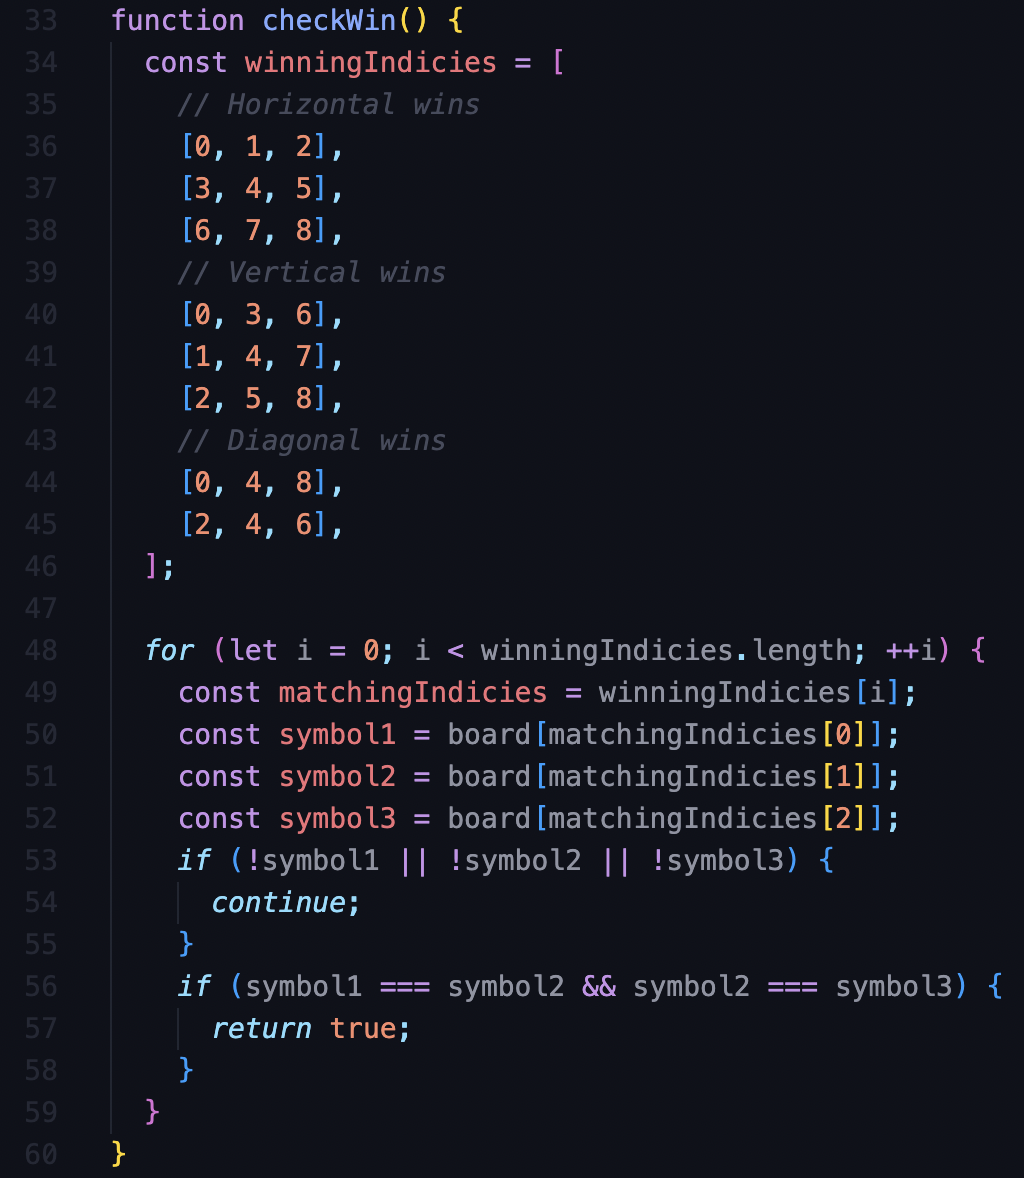 33 function checkWin() {
34   const winningIndicies = [
35     // Horizontal wins
36     [0, 1, 2],
37     [3, 4, 5],
38     [6, 7, 8],
39     // Vertical wins
40     [0, 3, 6],
41     [1, 4, 7],
42     [2, 5, 8],
43     // Diagonal wins
44     [0, 4, 8],
45     [2, 4, 6],
46   ];
47
48   for (let i = 0; i < winningIndicies.length; ++i) {
49     const matchingIndicies = winningIndicies[i];
50     const symbol1 = board[matchingIndicies[0]];
51     const symbol2 = board[matchingIndicies[1]];
52     const symbol3 = board[matchingIndicies[2]];
53     if (!symbol1 || !symbol2 || !symbol3) {
54       continue;
55     }
56     if (symbol1 === symbol2 && symbol2 === symbol3) {
57       return true;
58     }
59   }
60 }